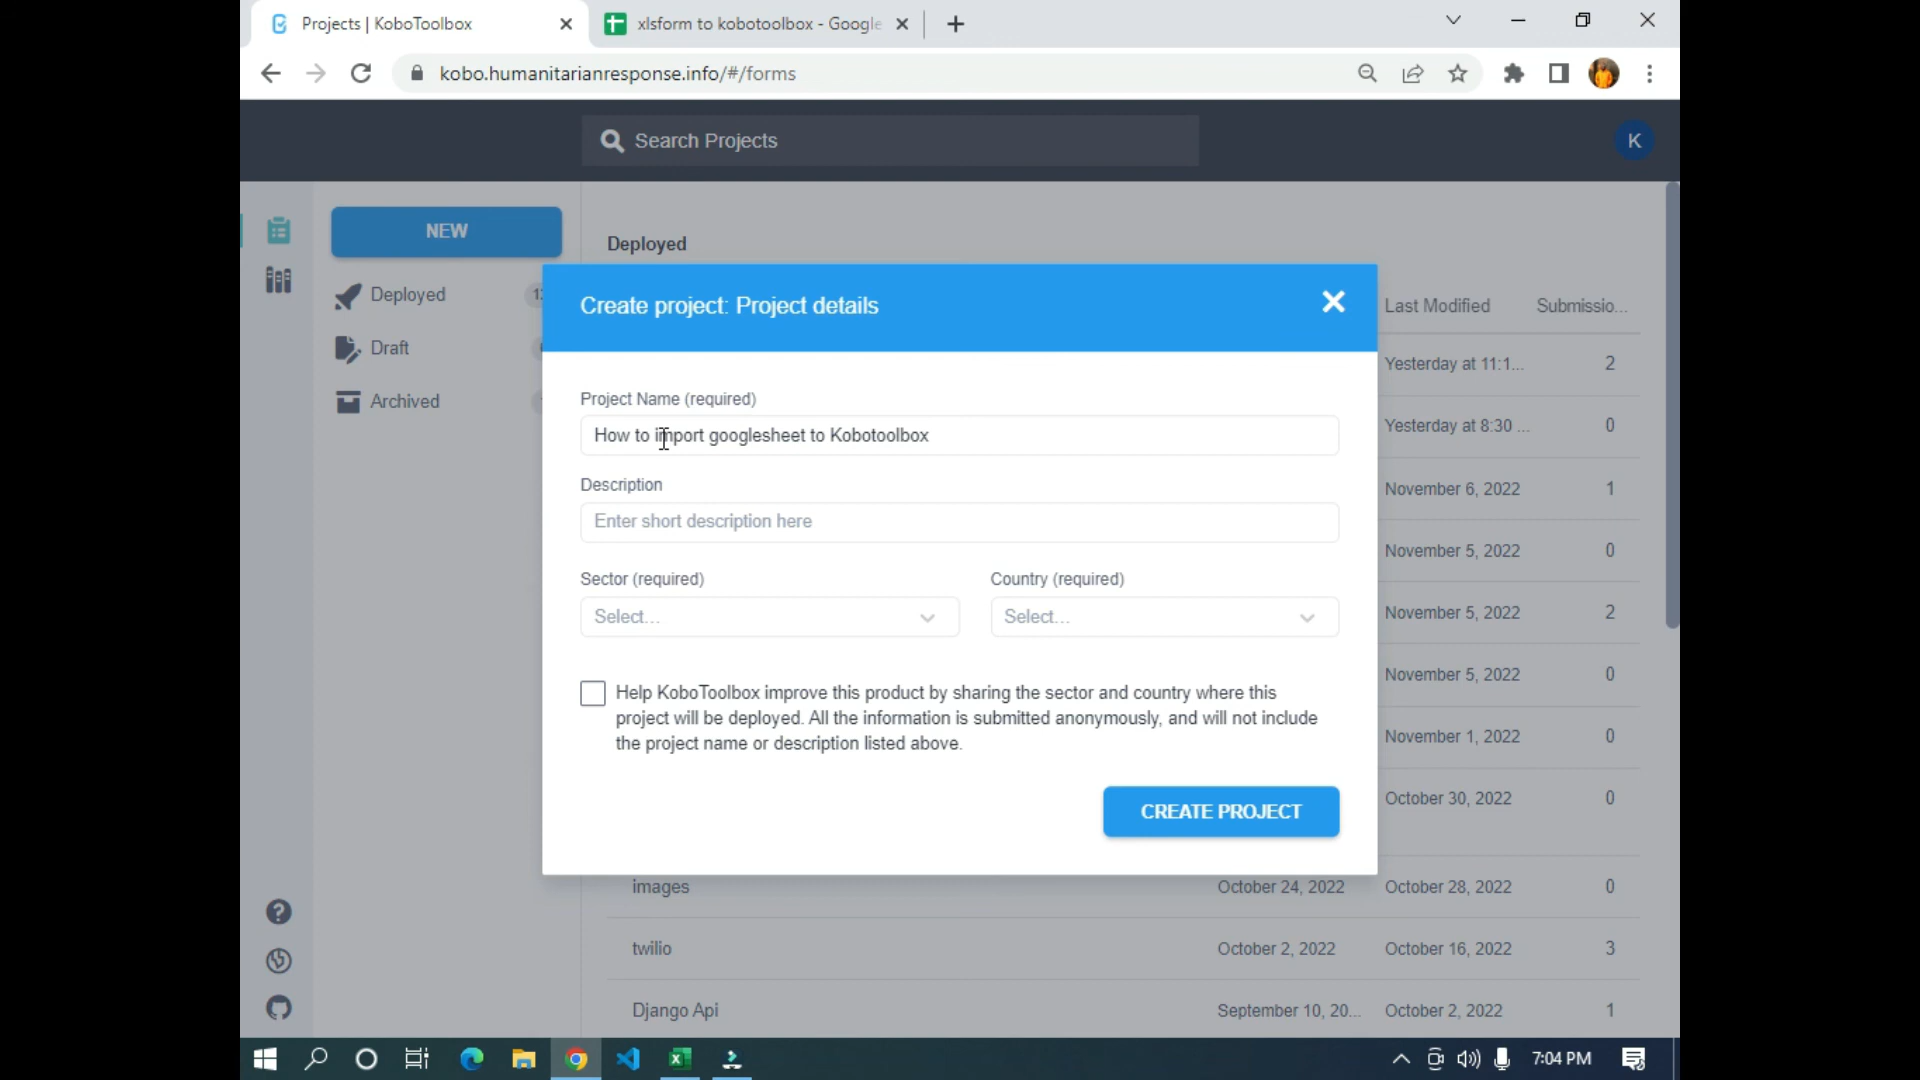 Projects | KoboToolbox
xlsform to kobotoolbox - Google
kobo.humanitarianresponse.info/#/forms
Search Projects
K
NEW
Deployed
Draft
Archived
Deployed
Last Modified
Submissio...
Create project: Project details
Project Name (required)
How to import googlesheet to Kobotoolbox
Description
Enter short description here
Sector (required)
Country (required)
Select...
Select...
Help KoboToolbox improve this product by sharing the sector and country where this
project will be deployed. All the information is submitted anonymously, and will not include
the project name or description listed above.
CREATE PROJECT
Yesterday at 11:1... 2
Yesterday at 8:30 ... 0
November 6, 2022 1
November 5, 2022 0
November 5, 2022 2
November 5, 2022 0
November 1, 2022 0
October 30, 2022 0
images October 24, 2022 October 28, 2022 0
twilio October 2, 2022 October 16, 2022 3
Django Api September 10, 20... October 2, 2022 1
7:04 PM